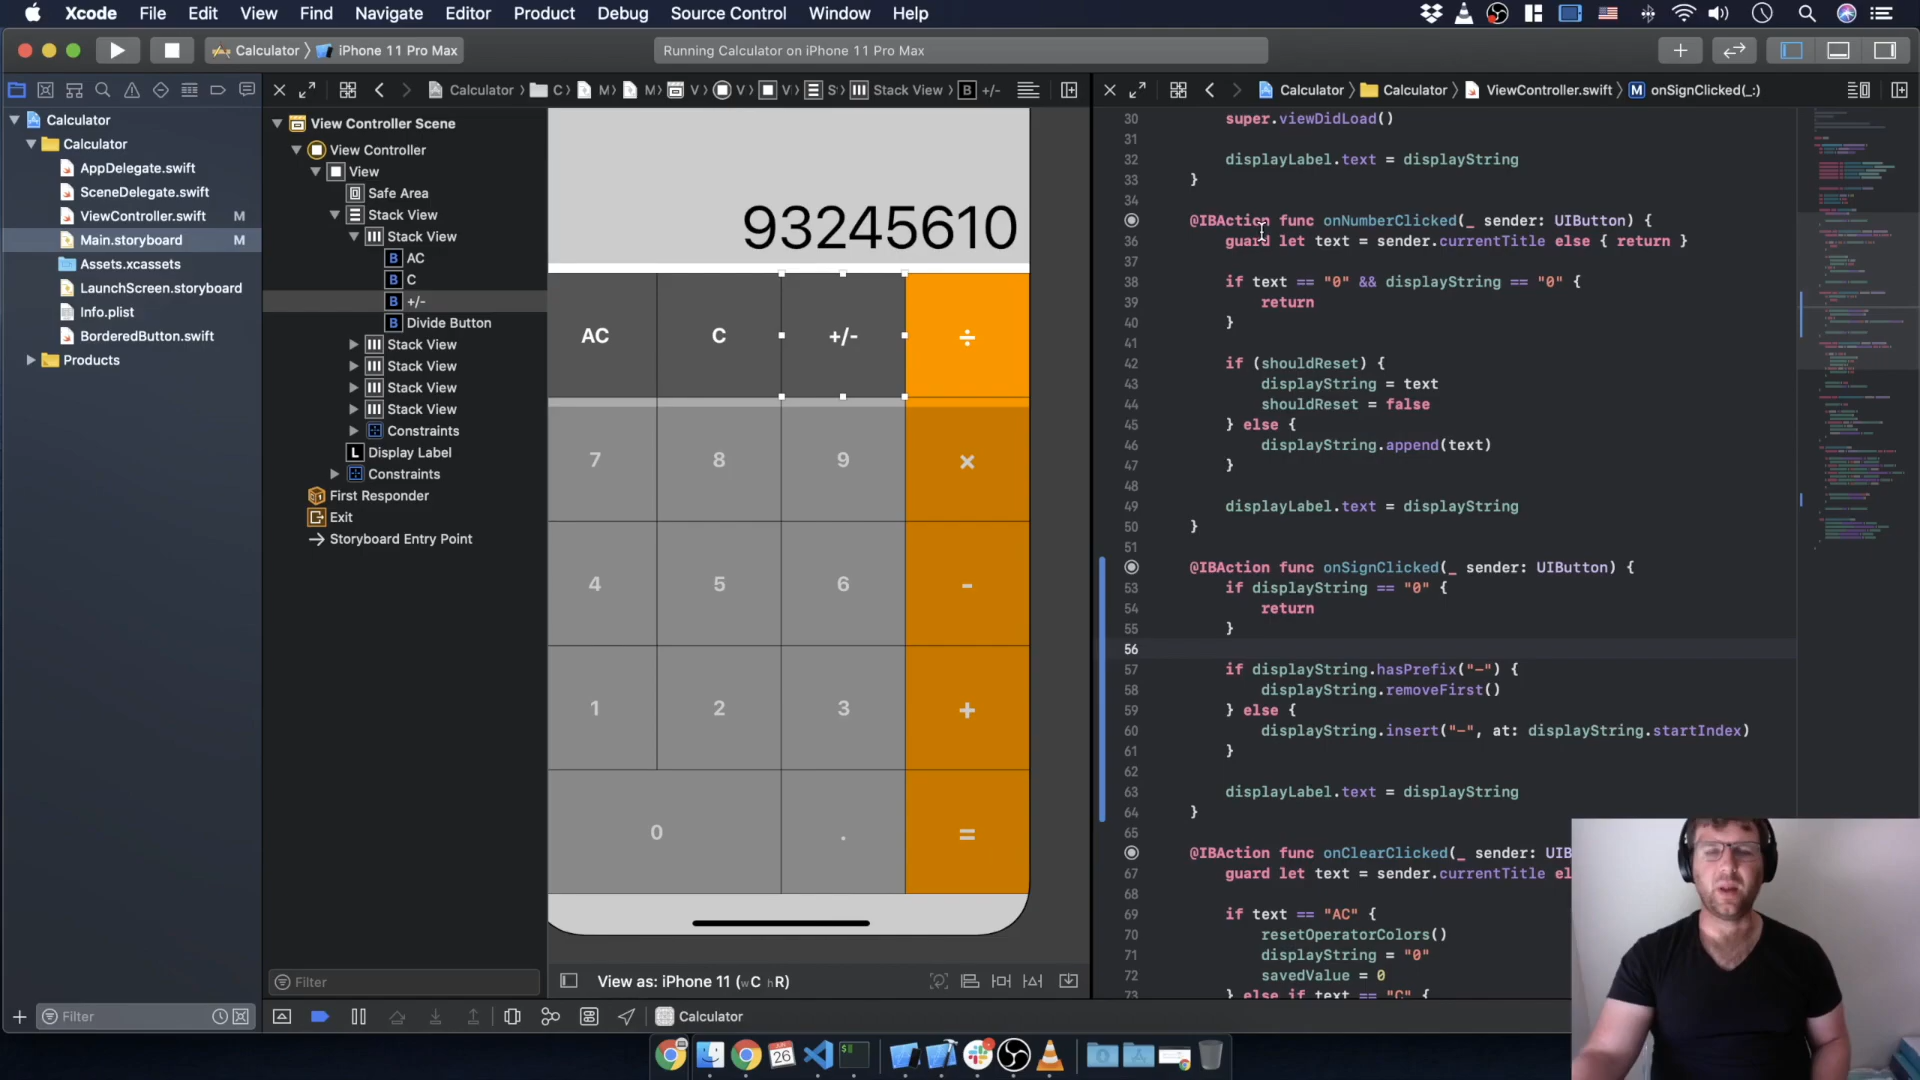 Xcode File Edit View Find Navigate Editor Product Debug Source Control Window Help
Calculator iPhone 11 Pro Max
Running Calculator on iPhone 11 Pro Max
Calculator C M M V V S Stack View B +/-
Calculator Calculator ViewController.swift M onSignClicked(_:)
Calculator
Calculator
AppDelegate.swift
SceneDelegate.swift
ViewController.swift M
Main.storyboard M
Assets.xcassets
LaunchScreen.storyboard
Info.plist
BorderedButton.swift
Products
Filter
View Controller Scene
View Controller
View
Safe Area
Stack View
Stack View
B AC
B C
B +/-
B Divide Button
Stack View
Stack View
Stack View
Stack View
Constraints
L Display Label
Constraints
First Responder
Exit
Storyboard Entry Point
Filter
93245610
AC C +/- ÷
7 8 9 ×
4 5 6 -
1 2 3 +
0 . =
View as: iPhone 11 (wC hR)
Calculator
30 super.viewDidLoad()
31
32 displayLabel.text = displayString
33 }
34
@IBAction func onNumberClicked(_ sender: UIButton) {
36 guard let text = sender.currentTitle else { return }
37
38 if text == "0" && displayString == "0" {
39 return
40 }
41
42 if (shouldReset) {
43 displayString = text
44 shouldReset = false
45 } else {
46 displayString.append(text)
47 }
48
49 displayLabel.text = displayString
50 }
51
@IBAction func onSignClicked(_ sender: UIButton) {
53 if displayString == "0" {
54 return
55 }
56
57 if displayString.hasPrefix("-") {
58 displayString.removeFirst()
59 } else {
60 displayString.insert("-", at: displayString.startIndex)
61 }
62
63 displayLabel.text = displayString
64 }
65
@IBAction func onClearClicked(_ sender: UIB
67 guard let text = sender.currentTitle el
68
69 if text == "AC" {
70 resetOperatorColors()
71 displayString = "0"
72 savedValue = 0
73 } else if text == "C" {
26